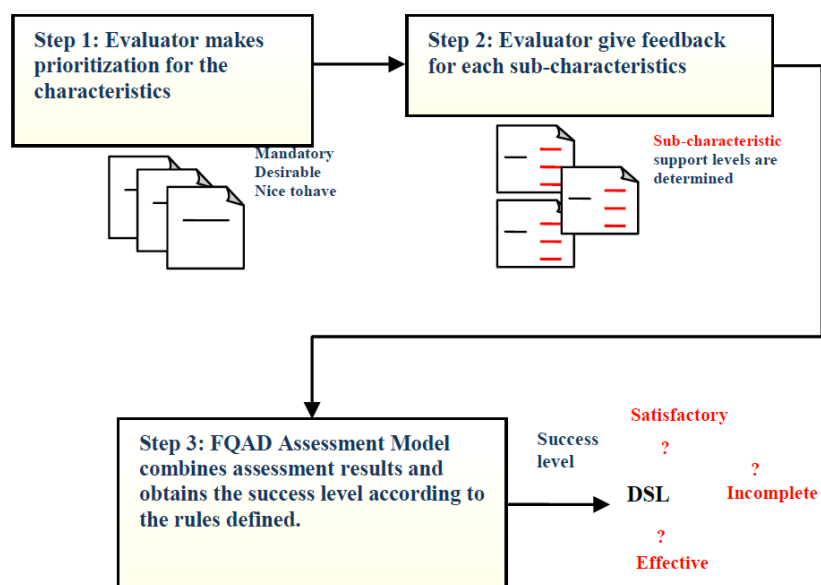 Step 1: Evaluator makes
prioritization for the
characteristics
Step 2: Evaluator give feedback
for each sub-characteristics
Mandatory
Desirable
Nice tohave
Sub-characteristic
support levels are
determined
Step 3: FQAD Assessment Model
combines assessment results and
obtains the success level according to
the rules defined.
Success
level
Satisfactory
?
?
DSL
Incomplete
?
Effective